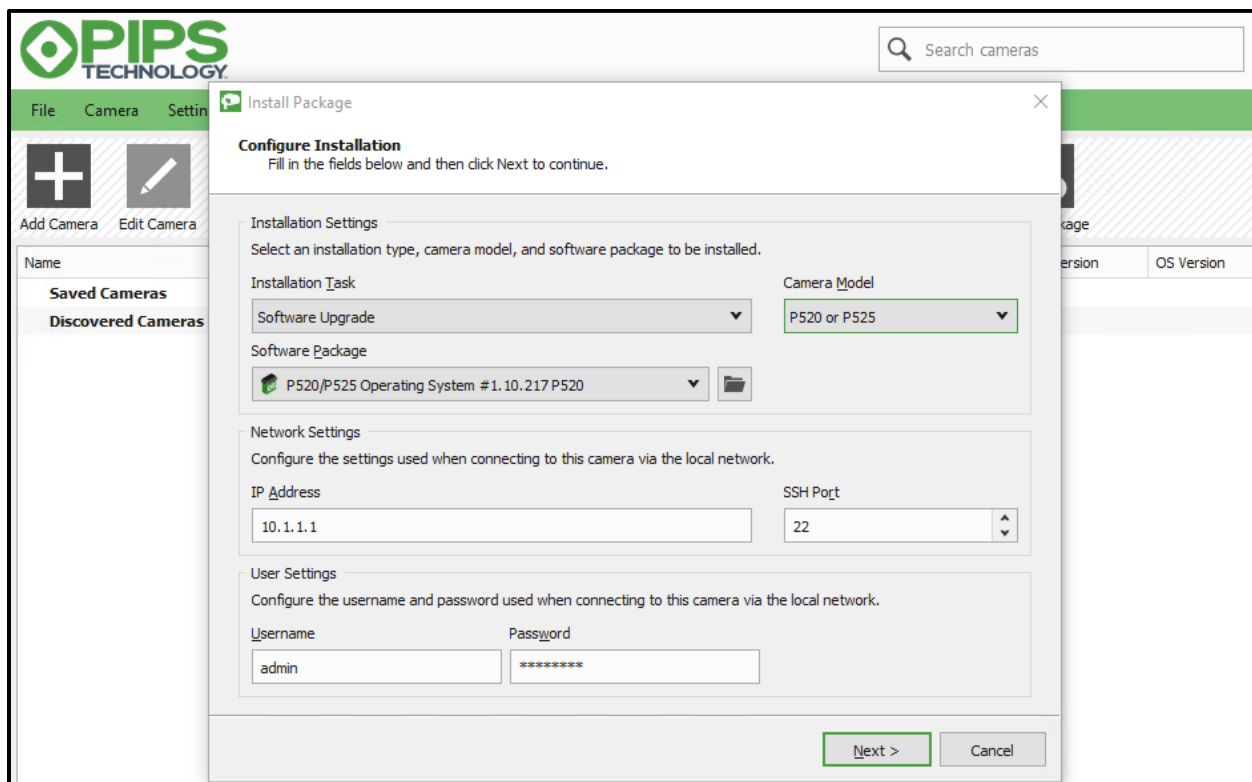 PIPS
TECHNOLOGY
Search cameras
File Camera Settin
Install Package
Configure Installation
Fill in the fields below and then click Next to continue.
Add Camera Edit Camera kage
Name ersion OS Version
Saved Cameras
Discovered Cameras
Installation Settings
Select an installation type, camera model, and software package to be installed.
Installation Task Camera Model
Software Upgrade P520 or P525
Software Package
P520/P525 Operating System #1.10.217 P520
Network Settings
Configure the settings used when connecting to this camera via the local network.
IP Address SSH Port
10.1.1.1 22
User Settings
Configure the username and password used when connecting to this camera via the local network.
Username Password
admin ********
Next > Cancel